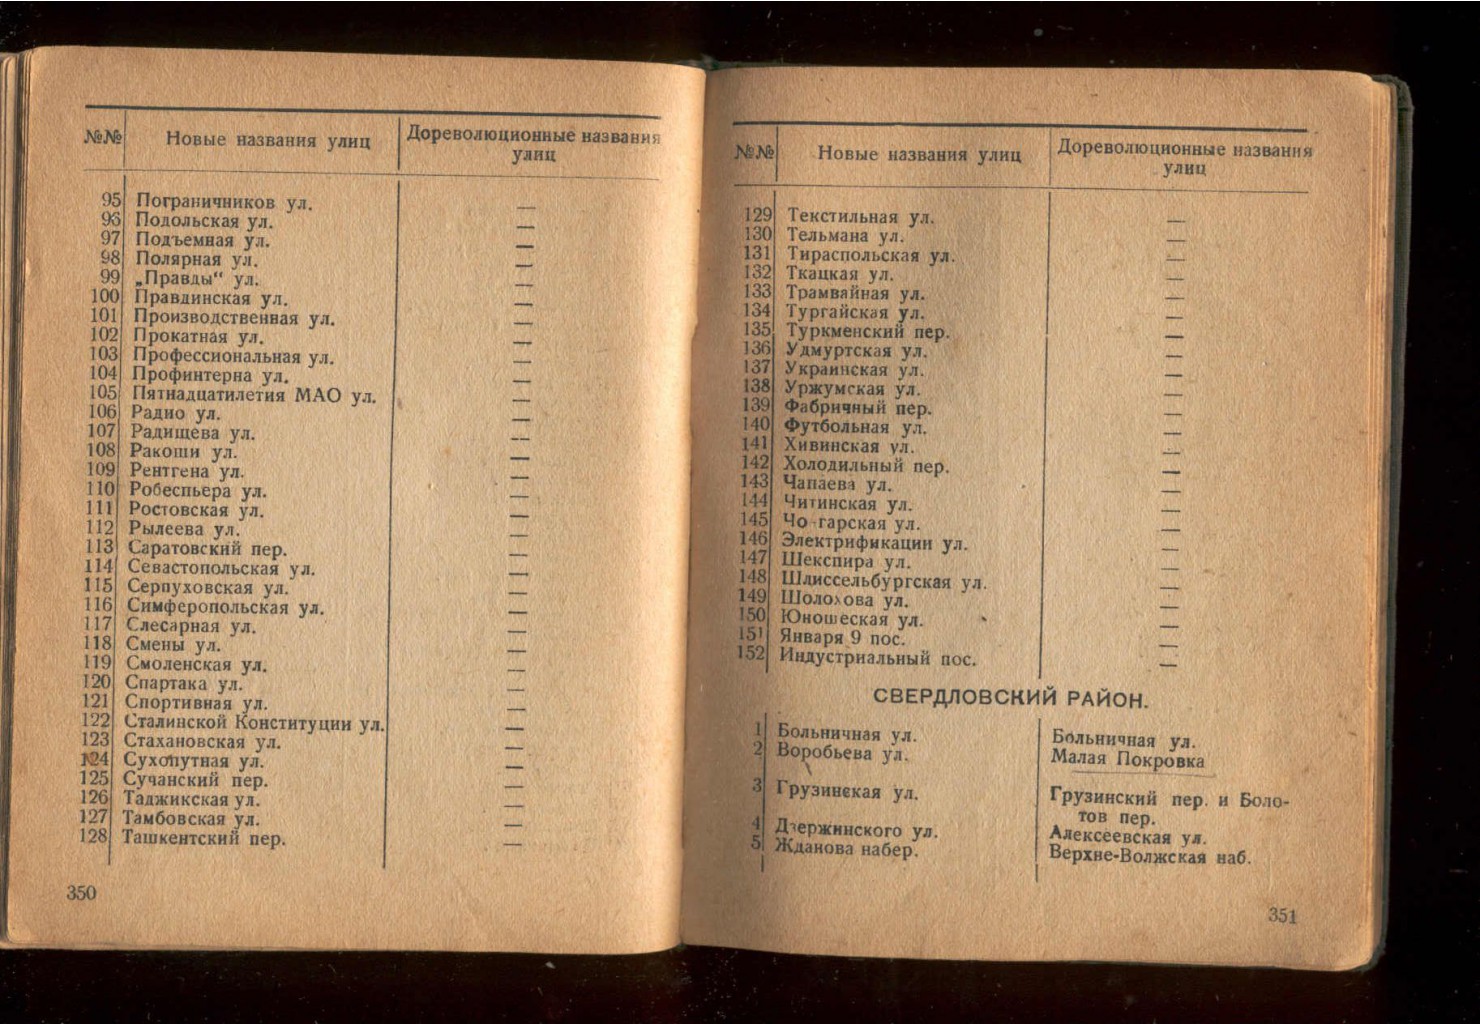 №№ Новые названия улиц Дореволюционные названия
улиц
95 Пограничников ул. —
96 Подольская ул. —
97 Подъемная ул. —
98 Полярная ул. —
99 „Правды“ ул. —
100 Правдинская ул. —
101 Производственная ул. —
102 Прокатная ул. —
103 Профессиональная ул. —
104 Профинтерна ул. —
105 Пятнадцатилетия МАО ул. —
106 Радио ул. —
107 Радищева ул. —
108 Ракоши ул. —
109 Рентгена ул. —
110 Робеспьера ул. —
111 Ростовская ул. —
112 Рылеева ул. —
113 Саратовский пер. —
114 Севастопольская ул. —
115 Серпуховская ул. —
116 Симферопольская ул. —
117 Слесарная ул. —
118 Смены ул. —
119 Смоленская ул. —
120 Спартака ул. —
121 Спортивная ул. —
122 Сталинской Конституции ул. —
123 Стахановская ул. —
124 Сухопутная ул. —
125 Сучанский пер. —
126 Таджикская ул. —
127 Тамбовская ул. —
128 Ташкентский пер. —
350
№№ Новые названия улиц Дореволюционные названия
улиц
129 Текстильная ул. —
130 Тельмана ул. —
131 Тираспольская ул. —
132 Ткацкая ул. —
133 Трамвайная ул. —
134 Тургайская ул. —
135 Туркменский пер. —
136 Удмуртская ул. —
137 Украинская ул. —
138 Уржумская ул. —
139 Фабричный пер. —
140 Футбольная ул. —
141 Хивинская ул. —
142 Холодильный пер. —
143 Чапаева ул. —
144 Читинская ул. —
145 ул. —
146 Электрификации ул. —
147 Шекспира ул. —
148 Шлиссельбургская ул. —
149 Шолохова ул. —
150 Юношеская ул. —
151 Января 9 пос. —
152 Индустриальный пос. —
СВЕРДЛОВСКИЙ РАЙОН.
1 Больничная ул. Больничная ул.
2 Воробьева ул. Малая Покровка
3 Грузинская ул. Грузинский пер. и Боло-
тов пер.
4 Дзержинского ул. Алексеевская ул.
5 Жданова набер. Верхне-Волжская наб.
351